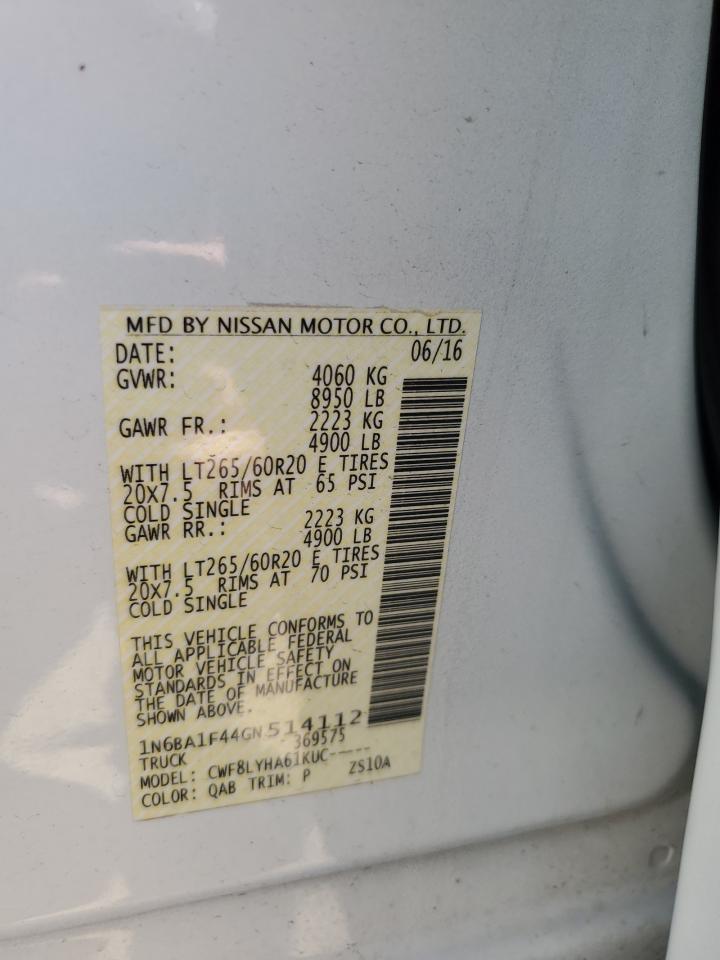 MFD BY NISSAN MOTOR CO., LTD.
DATE: 06/16
GVWR: 4060 KG
8950 LB
GAWR FR.: 2223 KG
4900 LB
WITH LT265/60R20 E TIRES
20X7.5 RIMS AT 65 PSI
COLD SINGLE
GAWR RR.: 2223 KG
4900 LB
WITH LT265/60R20 E TIRES
20X7.5 RIMS AT 70 PSI
COLD SINGLE
THIS VEHICLE CONFORMS TO
ALL APPLICABLE FEDERAL
MOTOR VEHICLE SAFETY
STANDARDS IN EFFECT ON
THE DATE OF MANUFACTURE
SHOWN ABOVE.
1N6BA1F44GN514112
TRUCK 369575
MODEL: CWF8LYHA61KUC-----
COLOR: QAB TRIM: P ZS10A